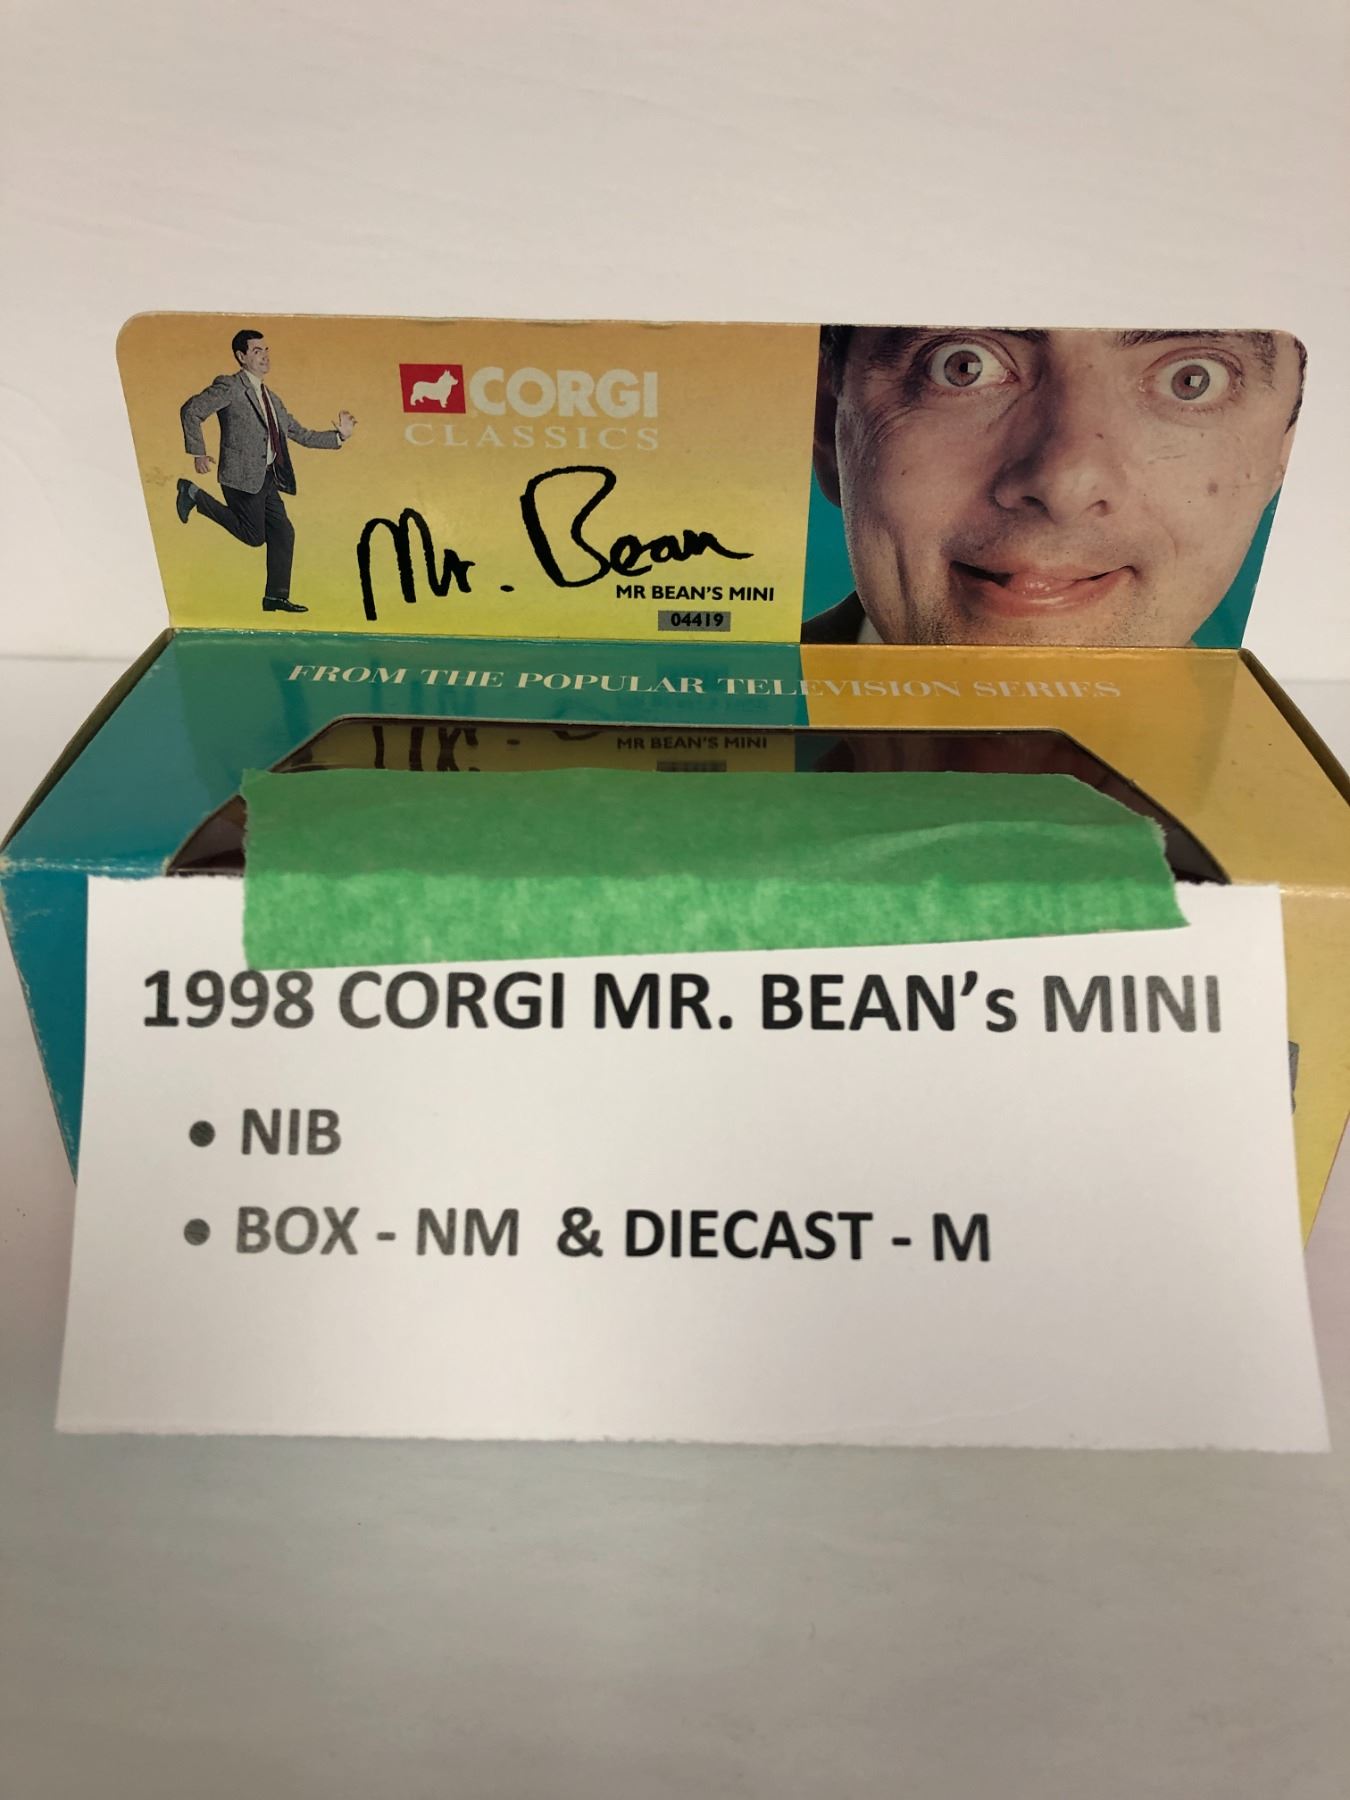 CORGI
CLASSICS
Mr. Bean
MR BEAN'S MINI
04419
FROM THE POPULAR TELEVISION SERIES
MR BEAN'S MINI
1998 CORGI MR. BEAN's MINI
• NIB
• BOX - NM & DIECAST - M